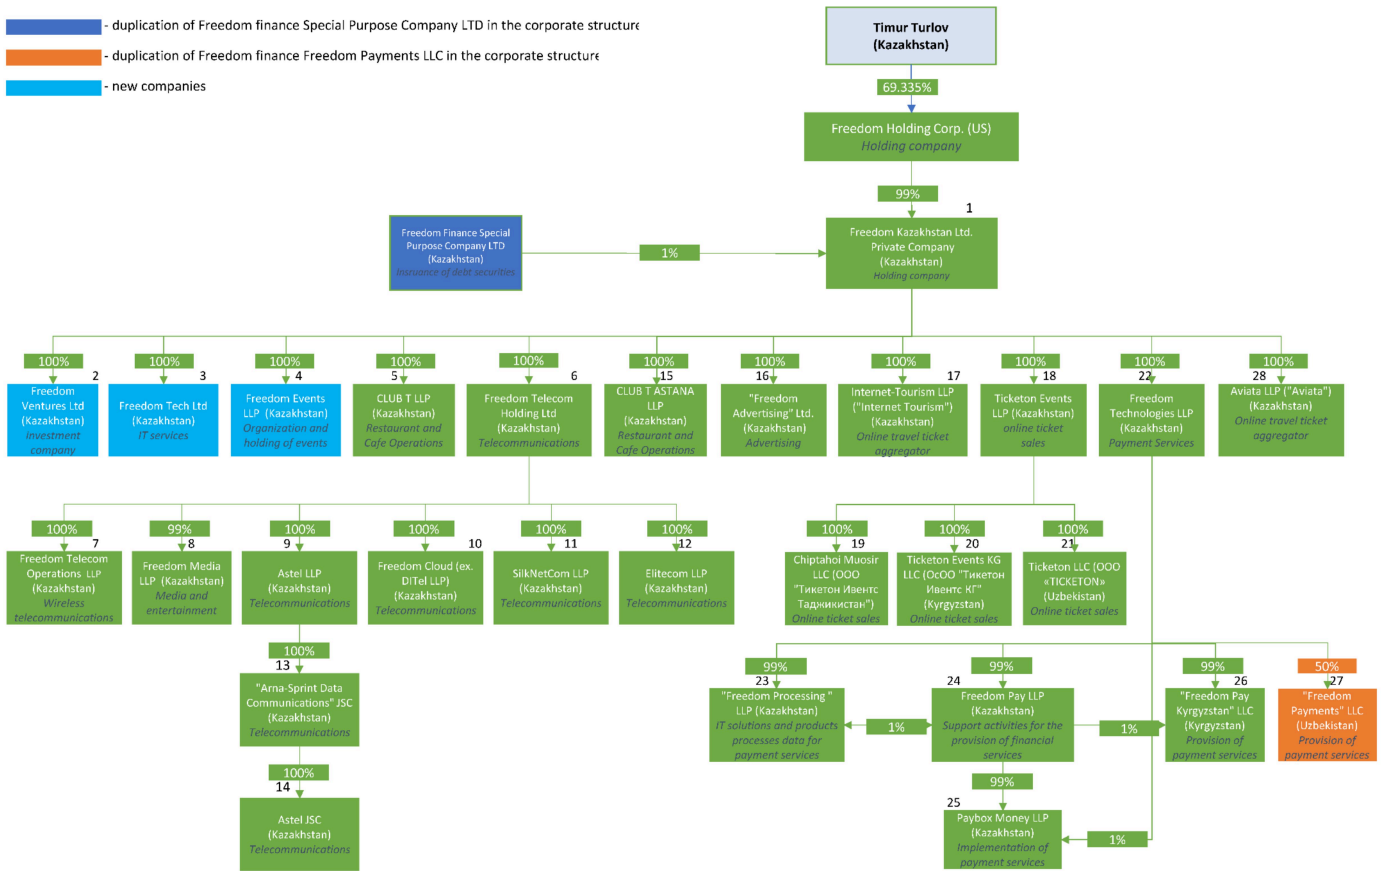 - duplication of Freedom finance Special Purpose Company LTD in the corporate structure
- duplication of Freedom finance Freedom Payments LLC in the corporate structure
- new companies
Timur Turlov
(Kazakhstan)
69.335%
Freedom Holding Corp. (US)
Holding company
99%
1
Freedom Finance Special
Purpose Company LTD
(Kazakhstan)
Insruance of debt securities
1%
Freedom Kazakhstan Ltd.
Private Company
(Kazakhstan)
Holding company
100%
2
Freedom
Ventures Ltd
(Kazakhstan)
Investment
company
100%
3
Freedom Tech Ltd
(Kazakhstan)
IT services
100%
4
Freedom Events
LLP (Kazakhstan)
Organization and
holding of events
100%
5
CLUB T LLP
(Kazakhstan)
Restaurant and
Cafe Operations
100%
6
Freedom Telecom
Holding Ltd
(Kazakhstan)
Telecommunications
100%
15
CLUB T ASTANA
LLP
(Kazakhstan)
Restaurant and
Cafe Operations
100%
16
"Freedom
Advertising" Ltd.
(Kazakhstan)
Advertising
100%
17
Internet-Tourism LLP
("Internet Tourism")
(Kazakhstan)
Online travel ticket
aggregator
100%
18
Ticketon Events
LLP (Kazakhstan)
online ticket
sales
100%
22
Freedom
Technologies LLP
(Kazakhstan)
Payment Services
100%
28
Aviata LLP ("Aviata")
(Kazakhstan)
Online travel ticket
aggregator
100%
7
Freedom Telecom
Operations LLP
(Kazakhstan)
Wireless
telecommunications
99%
8
Freedom Media
LLP (Kazakhstan)
Media and
entertainment
100%
9
Astel LLP
(Kazakhstan)
Telecommunications
100%
10
Freedom Cloud (ex.
DITel LLP)
(Kazakhstan)
Telecommunications
100%
11
SilkNetCom LLP
(Kazakhstan)
Telecommunications
100%
12
Elitecom LLP
(Kazakhstan)
Telecommunications
100%
19
Chiptahoi Muosir
LLC (ООО
"Тикетон Ивентс
Таджикистан")
Online ticket sales
100%
20
Ticketon Events KG
LLC (ОсОО "Тикетон
Ивентс КГ"
(Kyrgyzstan)
Online ticket sales
100%
21
Ticketon LLC (ООО
«TICKETON»
(Uzbekistan)
Online ticket sales
100%
13
"Arna-Sprint Data
Communications" JSC
(Kazakhstan)
Telecommunications
100%
14
Astel JSC
(Kazakhstan)
Telecommunications
99%
23
"Freedom Processing "
LLP (Kazakhstan)
IT solutions and products
processes data for
payment services
1%
99%
24
Freedom Pay LLP
(Kazakhstan)
Support activities for the
provision of financial
services
1%
99%
26
"Freedom Pay
Kyrgyzstan" LLC
(Kyrgyzstan)
Provision of
payment services
50%
27
"Freedom
Payments" LLC
(Uzbekistan)
Provision of
payment services
99%
25
Paybox Money LLP
(Kazakhstan)
Implementation of
payment services
1%